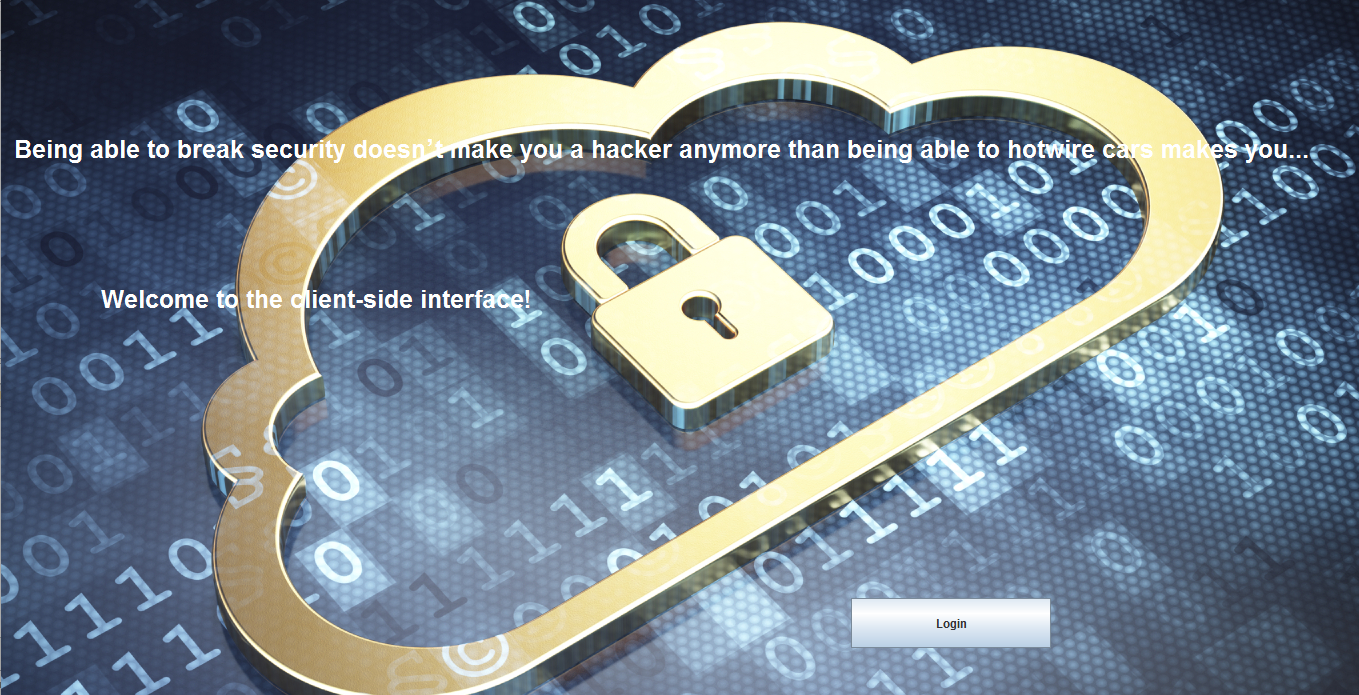 Being able to break security doesn’t make you a hacker anymore than being able to hotwire cars makes you...
Welcome to the client-side interface!
Login